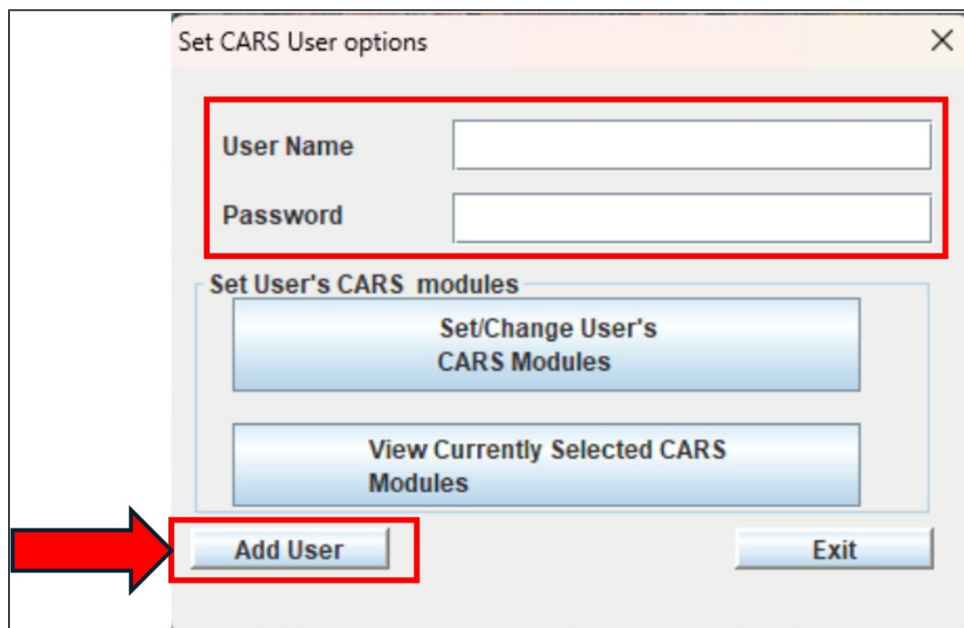 Set CARS User options
User Name
Password
Set User's CARS modules
Set/Change User's
CARS Modules
View Currently Selected CARS
Modules
Add User
Exit